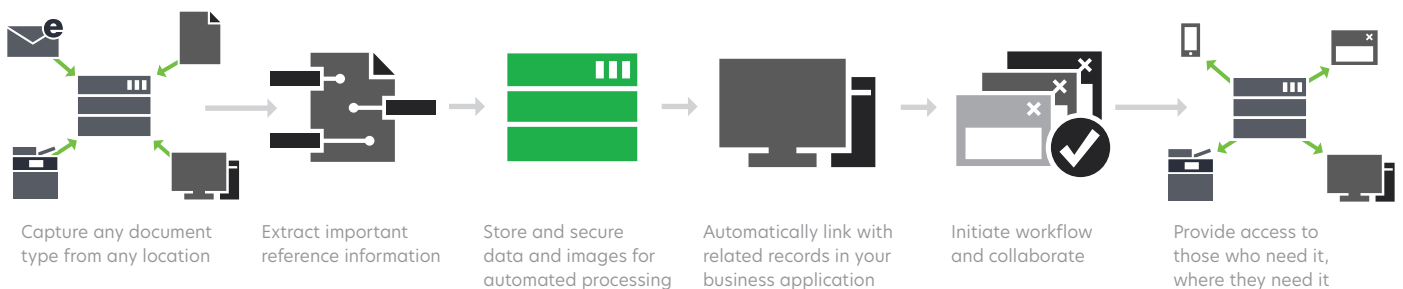 e
Capture any document
type from any location
Extract important
reference information
Store and secure
data and images for
automated processing
Automatically link with
related records in your
business application
Initiate workflow
and collaborate
Provide access to
those who need it,
where they need it